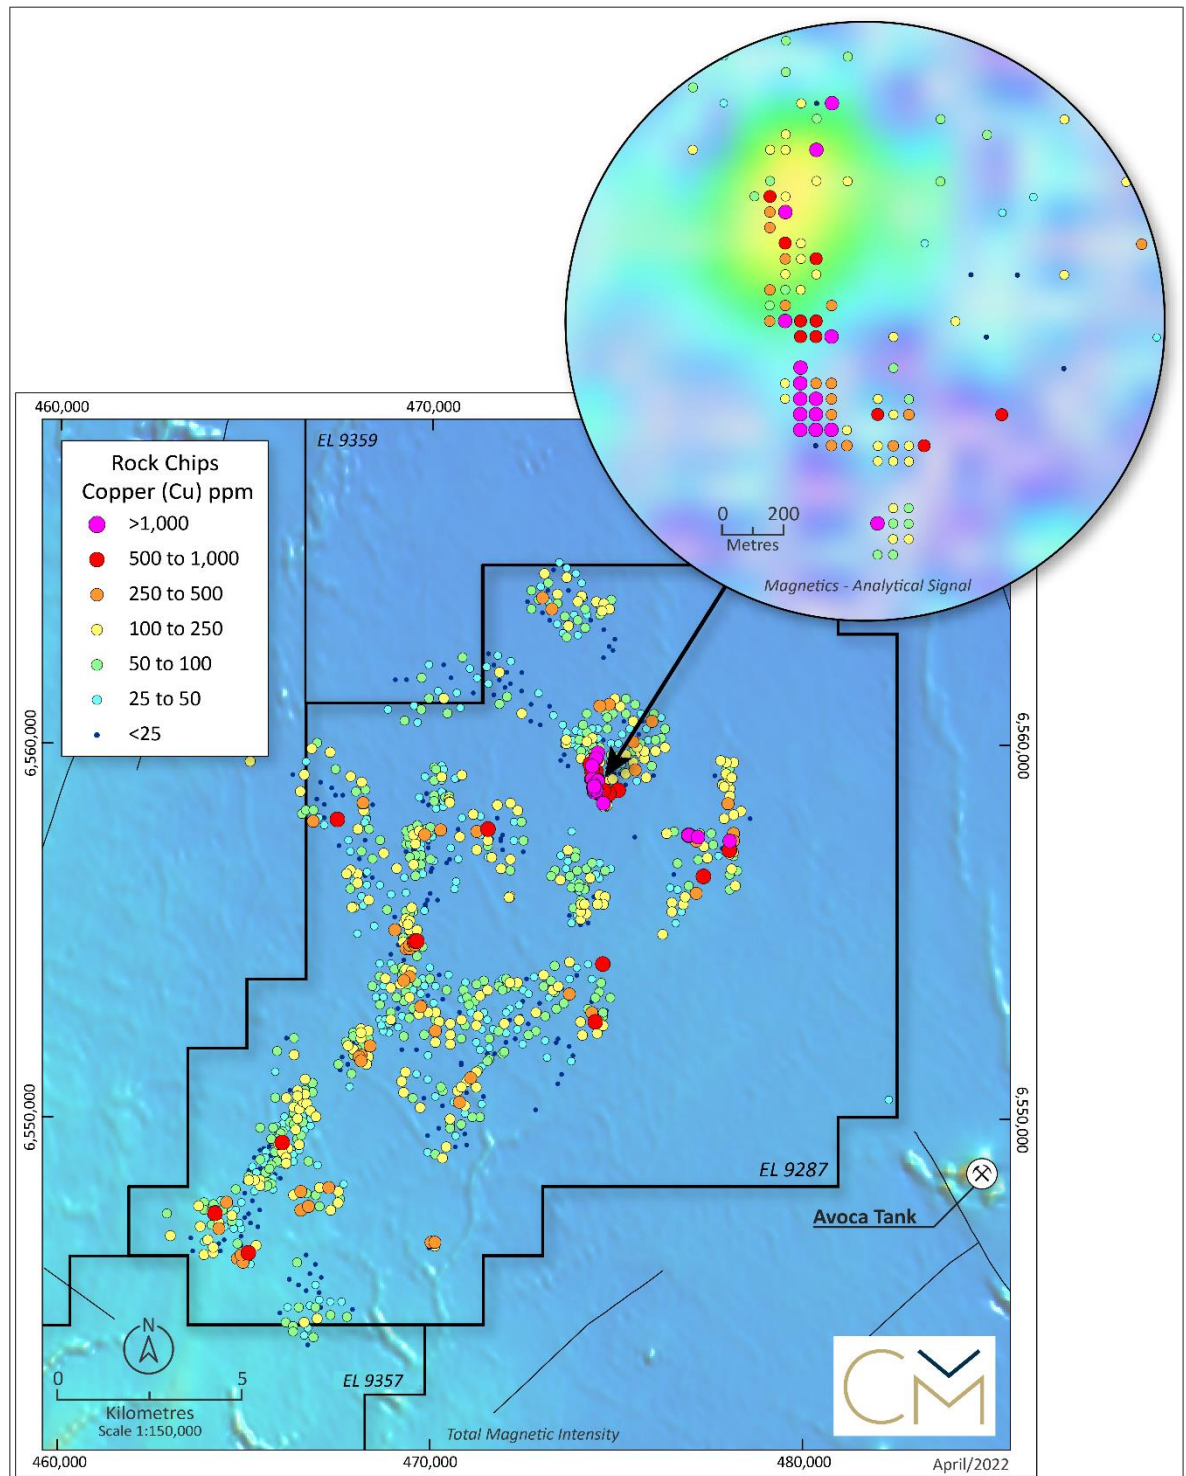 0 200
Metres
Magnetics - Analytical Signal
460,000 470,000
EL 9359
Rock Chips
Copper (Cu) ppm
>1,000
500 to 1,000
250 to 500
100 to 250
50 to 100
25 to 50
<25
6,560,000 6,560,000
6,550,000 6,550,000
EL 9287
Avoca Tank
N
0 5
Kilometres
Scale 1:150,000
EL 9357
Total Magnetic Intensity
CM
460,000 470,000 480,000
April/2022